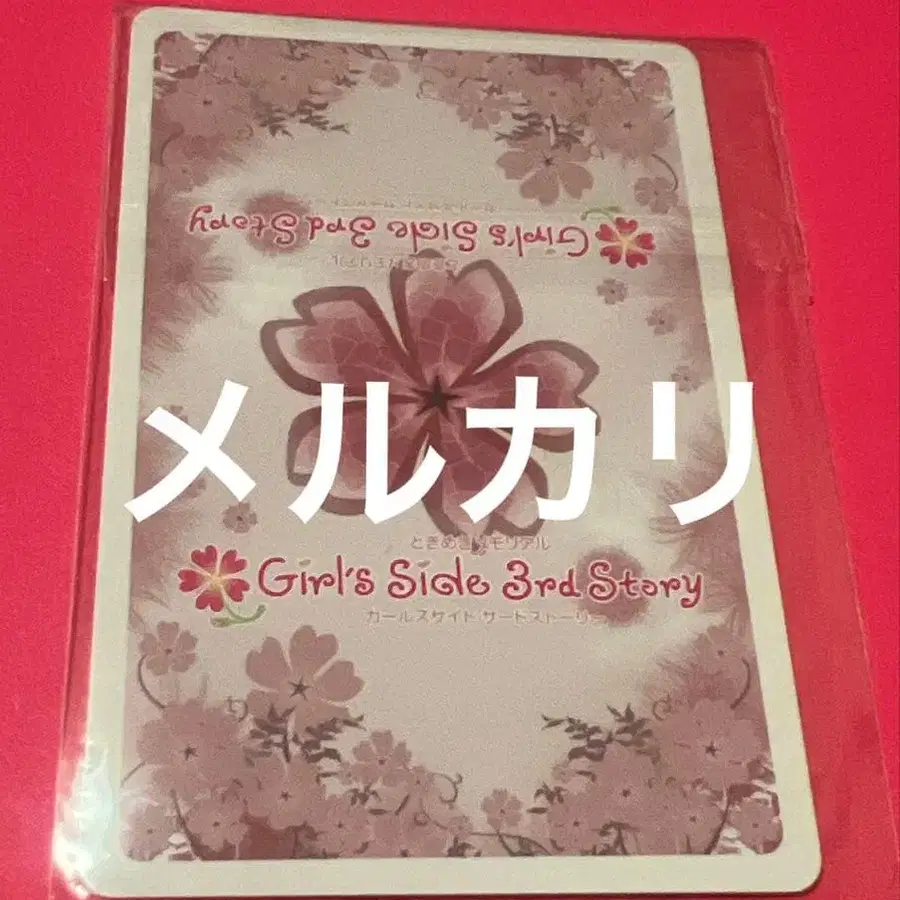 Girl's Side 3rd Story
メルカリ
ときめきメモリアル
Girl's Side 3rd Story
ガールズサイド サードストーリー